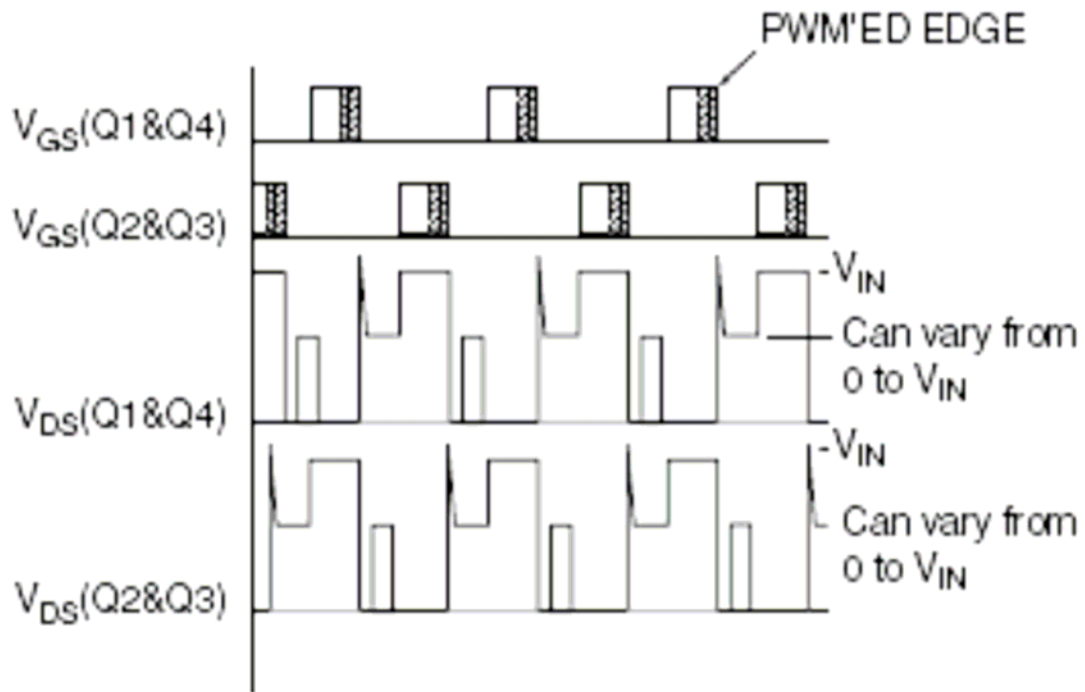 PWM'ED EDGE
VGS(Q1&Q4)
VGS(Q2&Q3)
-VIN
Can vary from
0 to VIN
VDS(Q1&Q4)
-VIN
Can vary from
0 to VIN
VDS(Q2&Q3)